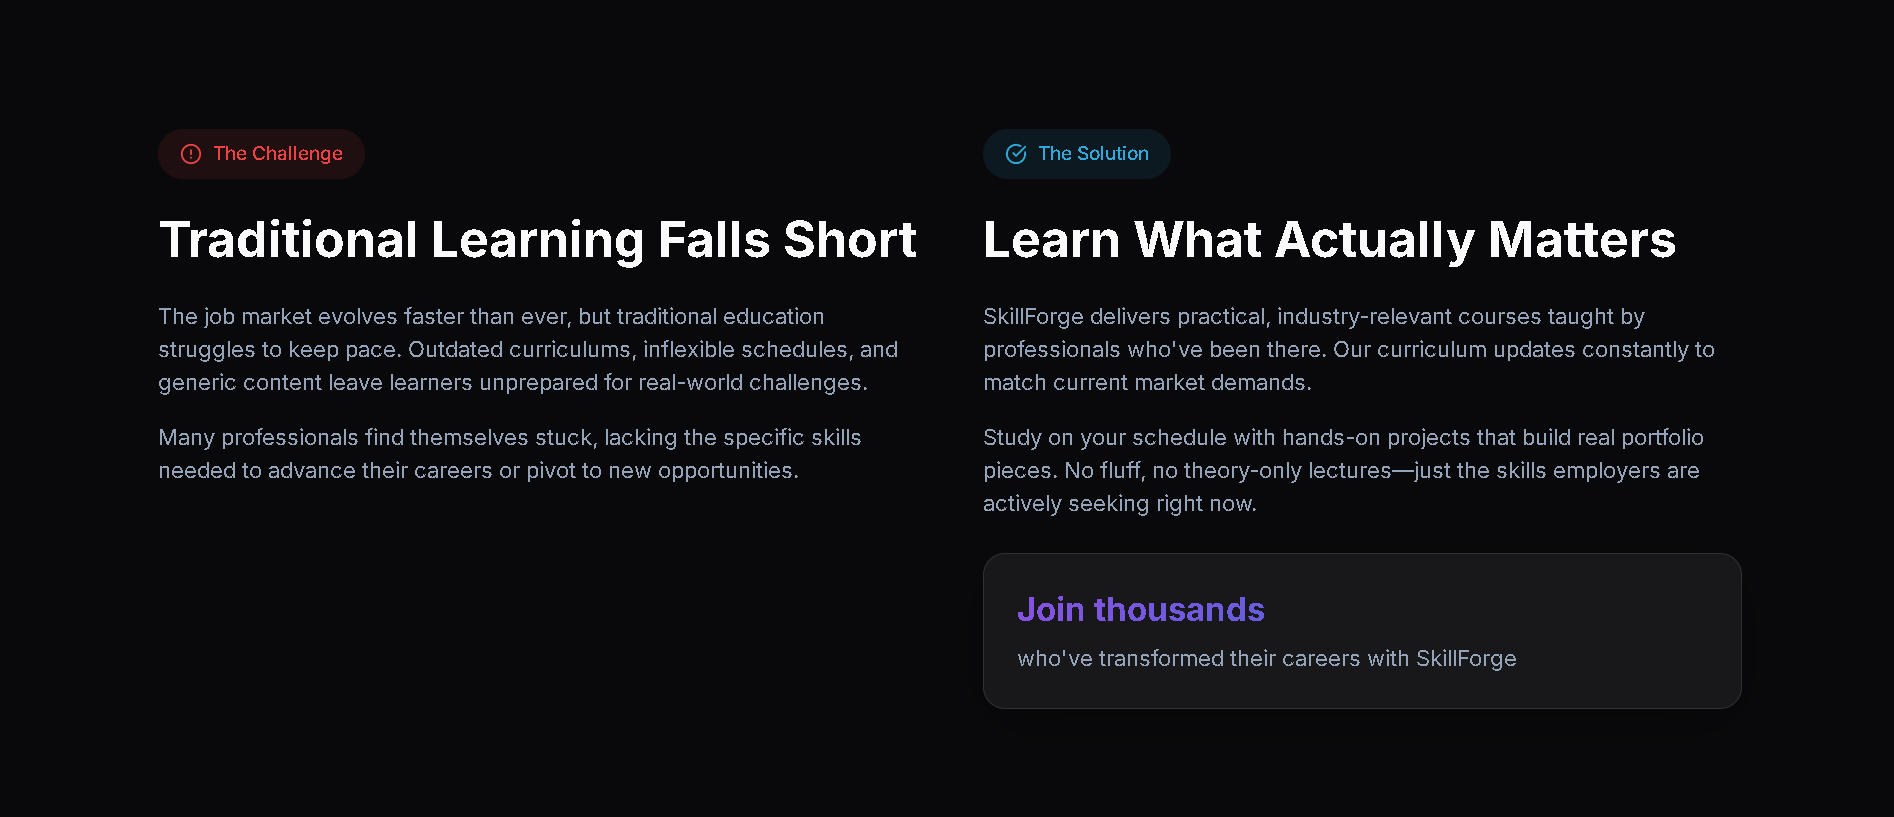 The Challenge
Traditional Learning Falls Short
The job market evolves faster than ever, but traditional education
struggles to keep pace. Outdated curriculums, inflexible schedules, and
generic content leave learners unprepared for real-world challenges.
Many professionals find themselves stuck, lacking the specific skills
needed to advance their careers or pivot to new opportunities.
The Solution
Learn What Actually Matters
SkillForge delivers practical, industry-relevant courses taught by
professionals who've been there. Our curriculum updates constantly to
match current market demands.
Study on your schedule with hands-on projects that build real portfolio
pieces. No fluff, no theory-only lectures—just the skills employers are
actively seeking right now.
Join thousands
who've transformed their careers with SkillForge